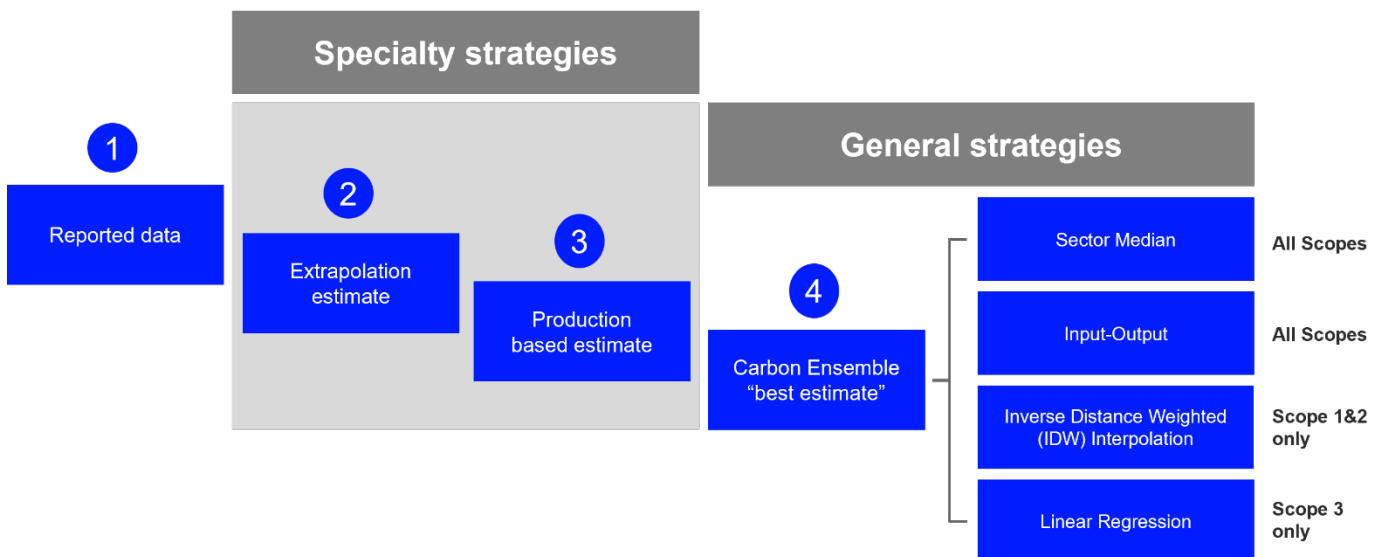 Specialty strategies
1
Reported data
2
Extrapolation
estimate
3
Production
based estimate
General strategies
4
Carbon Ensemble
“best estimate”
Sector Median
All Scopes
Input-Output
All Scopes
Inverse Distance Weighted
(IDW) Interpolation
Scope 1&2
only
Linear Regression
Scope 3
only